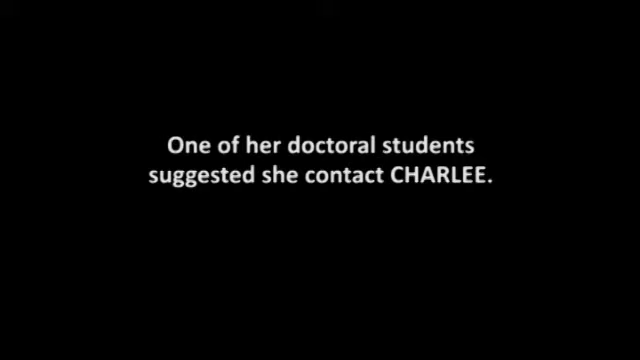 One of her doctoral students
suggested she contact CHARLEE.